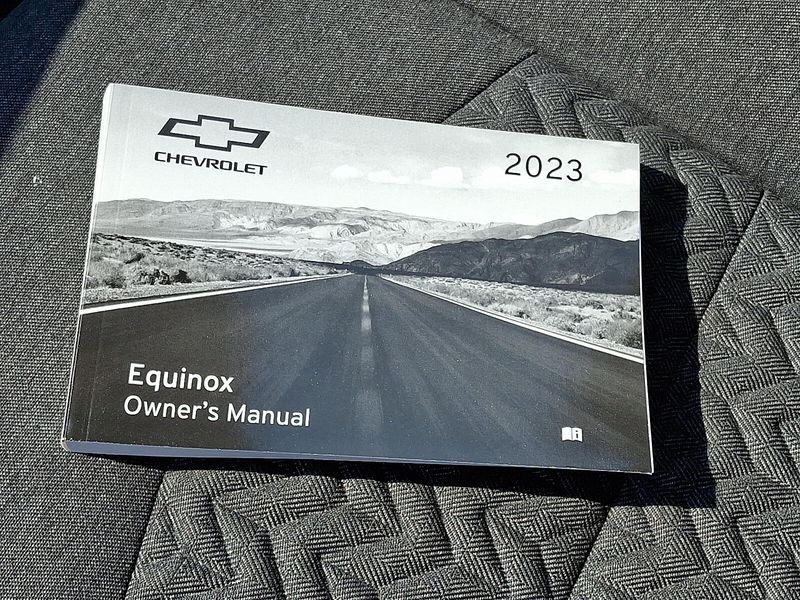 CHEVROLET
2023
Equinox
Owner's Manual
i